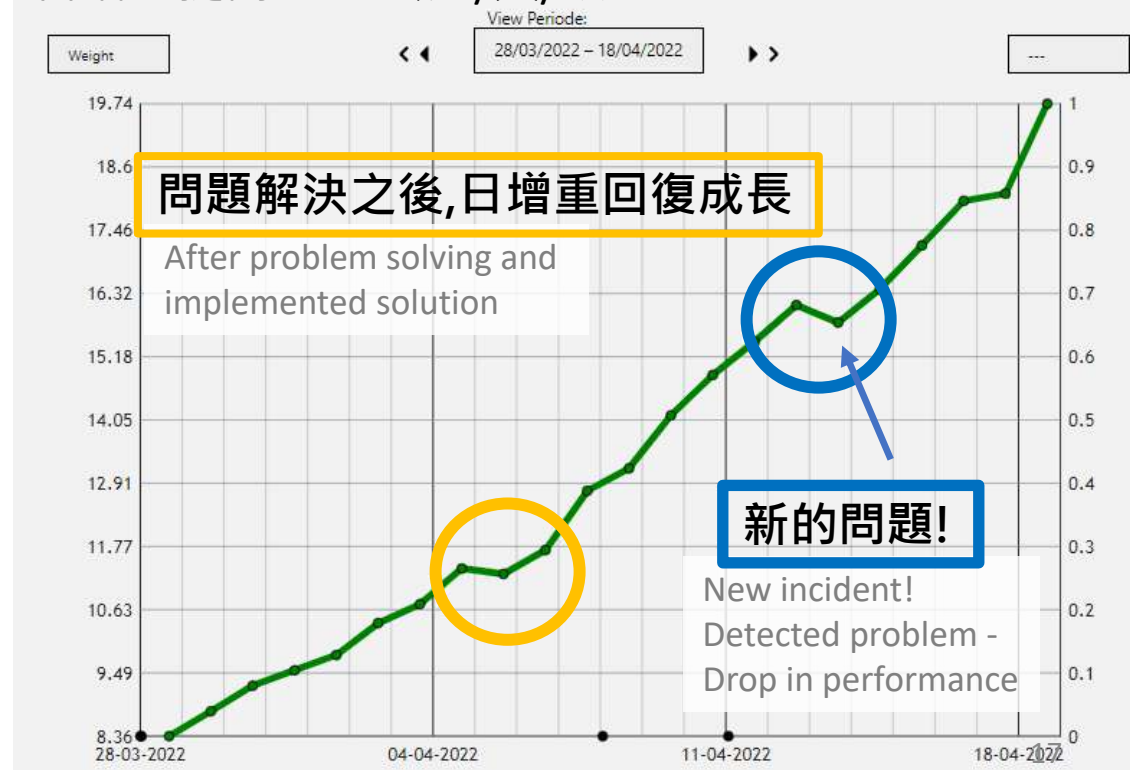 View Periode:
Weight
28/03/2022 – 18/04/2022
---
19.74
1
18.6
0.9
問題解決之後,日增重回復成長
17.46
0.8
After problem solving and
implemented solution
16.32
0.7
15.18
0.6
14.05
0.5
12.91
0.4
新的問題!
11.77
0.3
New incident!
10.63
0.2
Detected problem -
Drop in performance
9.49
0.1
8.36
0
28-03-2022
04-04-2022
11-04-2022
18-04-2022
17